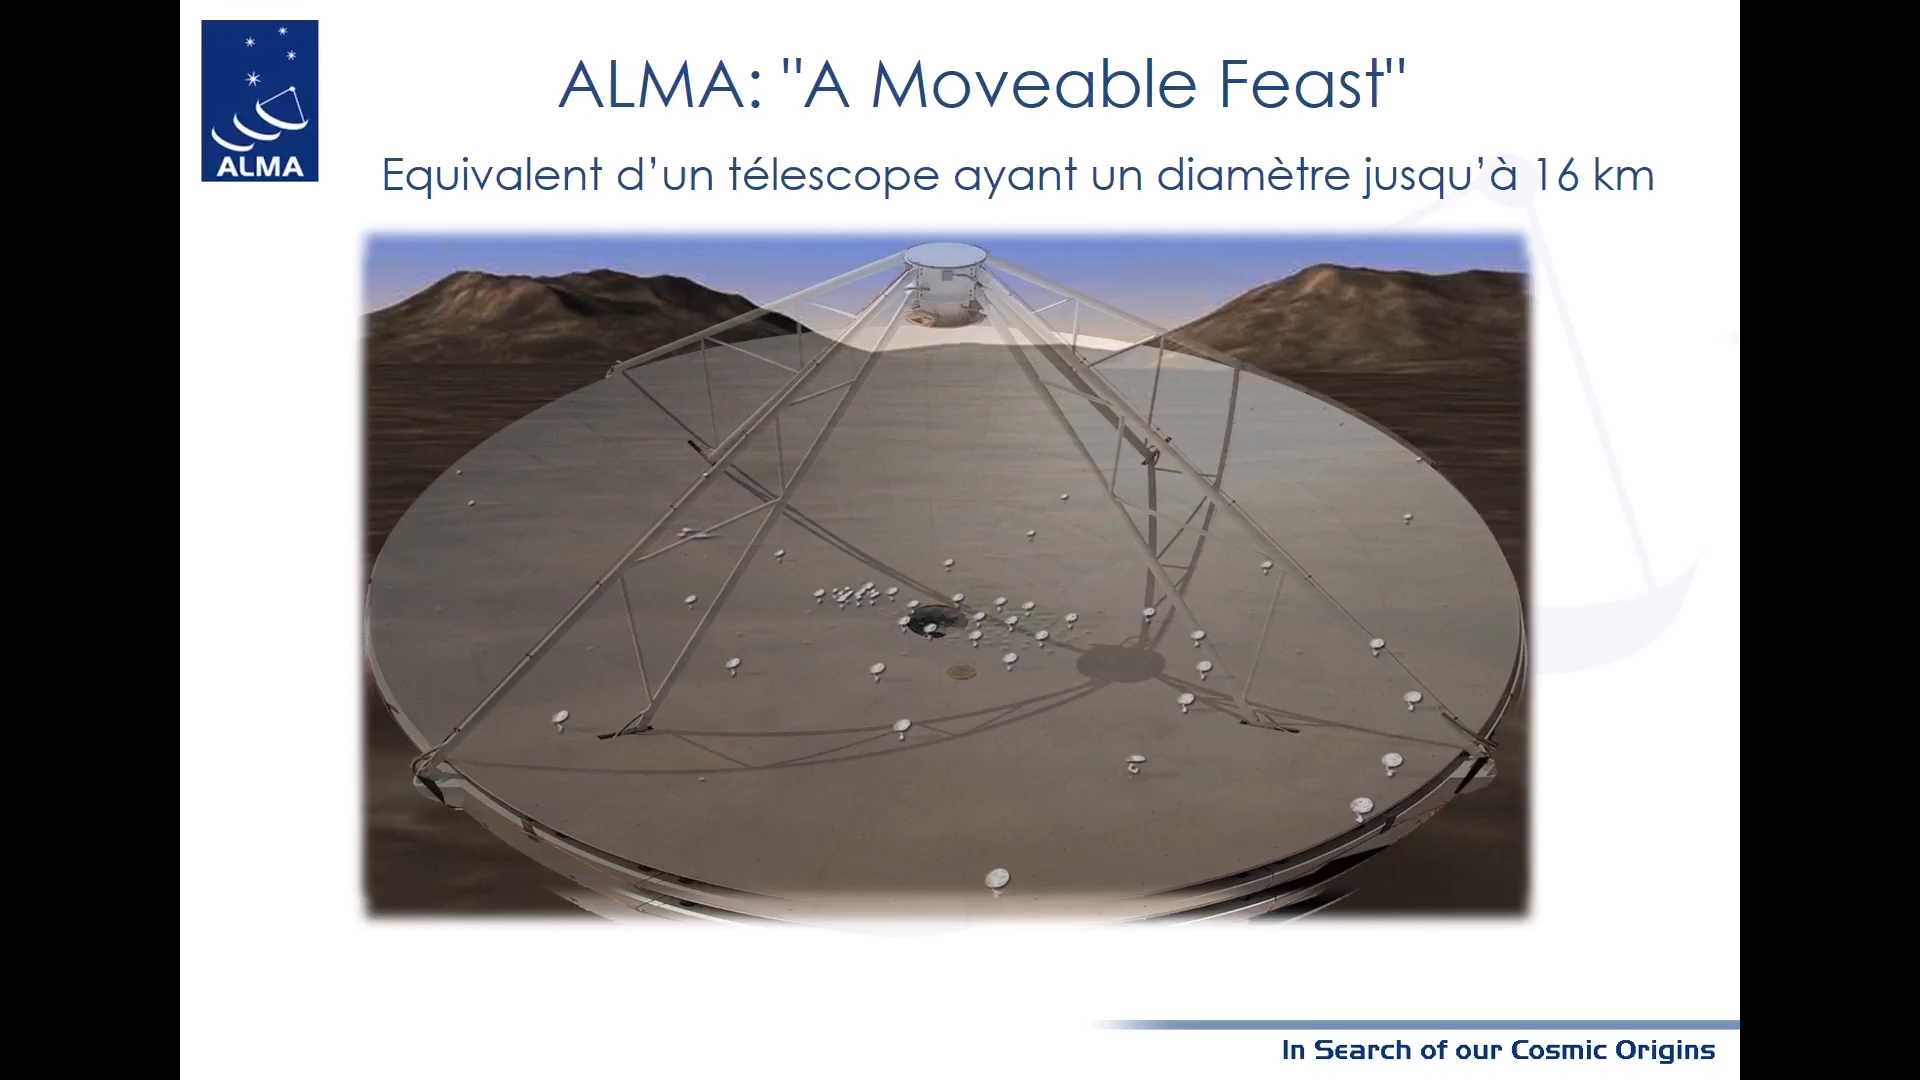 ALMA: "A Moveable Feast"
ALMA
Equivalent d’un télescope ayant un diamètre jusqu’à 16 km
In Search of our Cosmic Origins